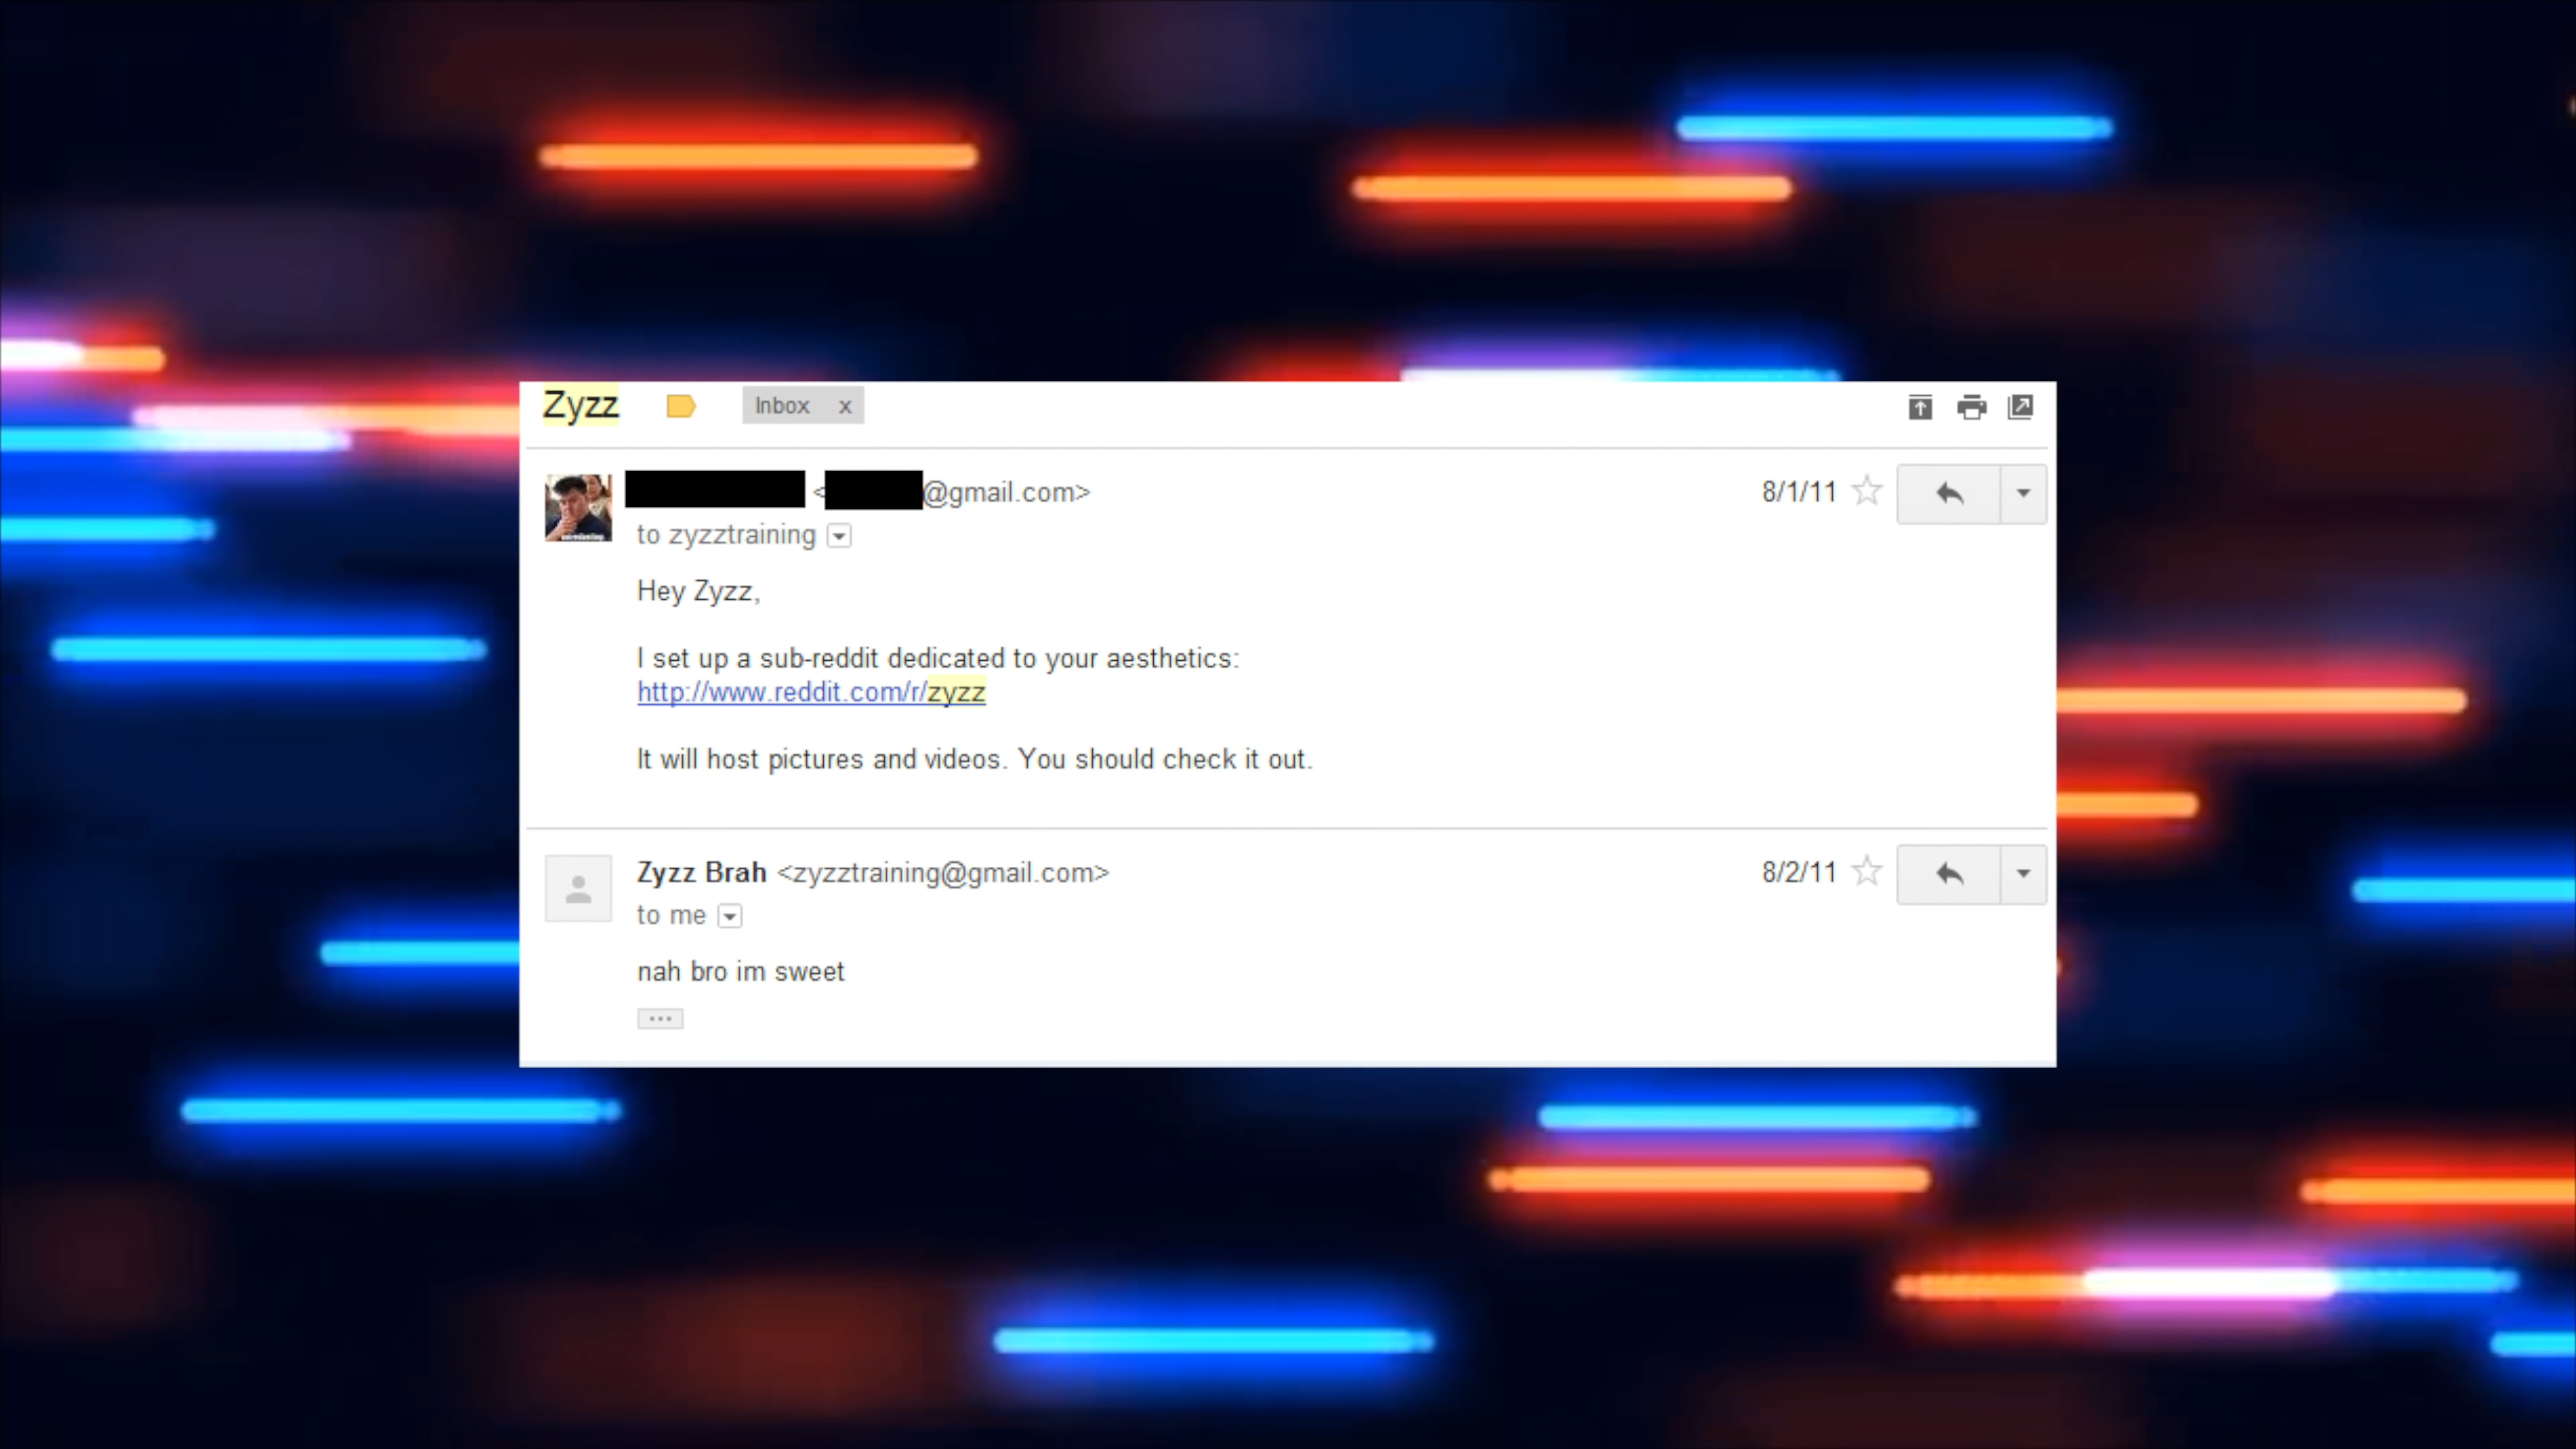 Zyzz Inbox x
<@gmail.com> 8/1/11
to zyzztraining
Hey Zyzz,
I set up a sub-reddit dedicated to your aesthetics:
http://www.reddit.com/r/zyzz
It will host pictures and videos. You should check it out.
Zyzz Brah <zyzztraining@gmail.com> 8/2/11
to me
nah bro im sweet